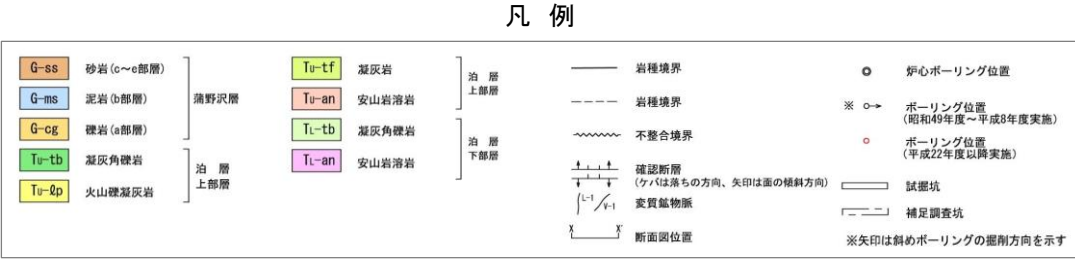 凡 例
G-ss 砂岩(c~e部層)
G-ms 泥岩(b部層)
G-cg 礫岩(a部層)
蒲野沢層
TU-tb 凝灰角礫岩
TU-ℓp 火山礫凝灰岩
泊 層
上部層
TU-tf 凝灰岩
TU-an 安山岩溶岩
泊 層
上部層
TL-tb 凝灰角礫岩
TL-an 安山岩溶岩
泊 層
下部層
岩種境界
岩種境界
不整合境界
確認断層
(ケバは落ちの方向、矢印は面の傾斜方向)
L-1 V-1 変質鉱物脈
X X' 断面図位置
炉心ボーリング位置
※ ボーリング位置
(昭和49年度~平成8年度実施)
ボーリング位置
(平成22年度以降実施)
試掘坑
補足調査坑
※矢印は斜めボーリングの掘削方向を示す